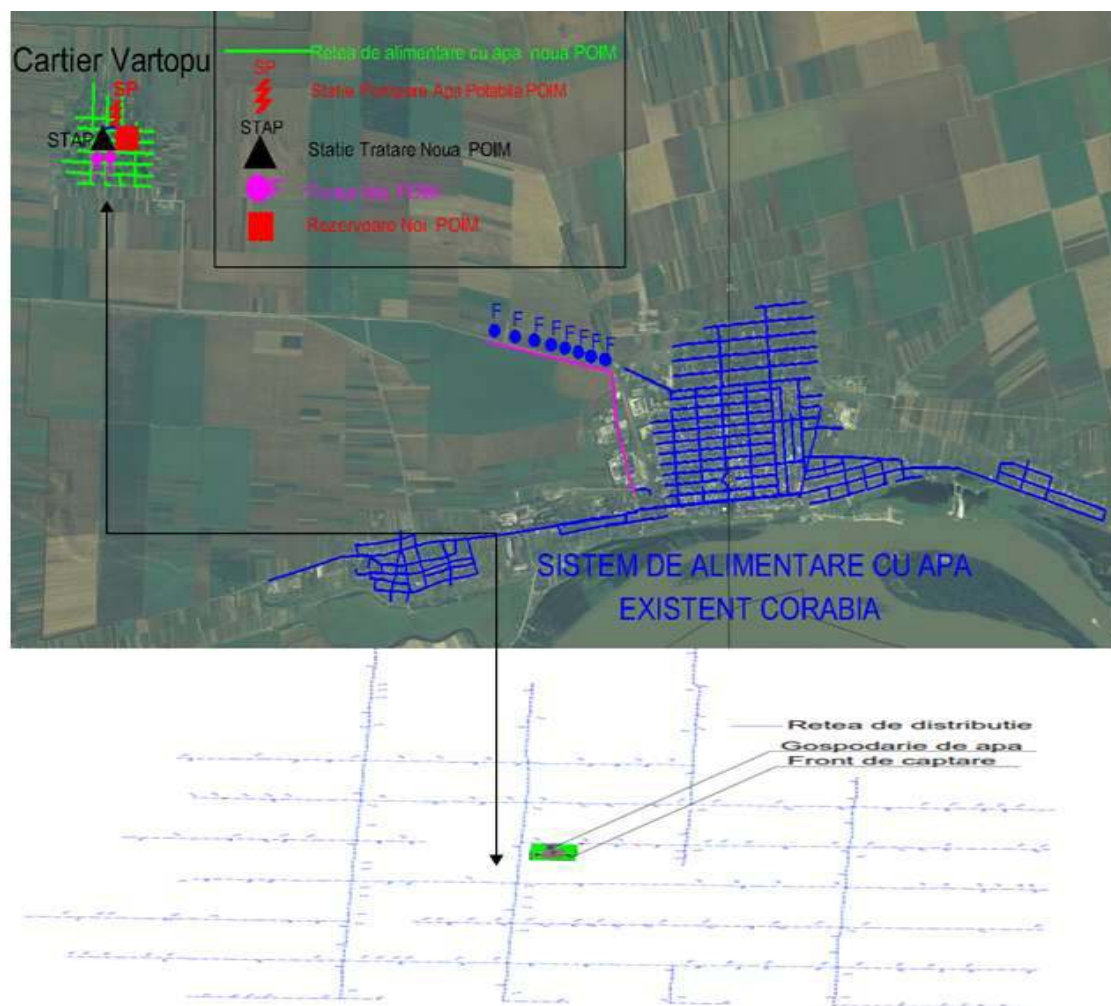 Cartier Vartopu
SP
STAP
Retea de alimentare cu apa noua POIM
SP
Statie Pompare Apa Potabila POIM
STAP
Statie Tratare Noua POIM
F
Rezervoare Noi POIM
F F F F F F F F
SISTEM DE ALIMENTARE CU APA
EXISTENT CORABIA
Retea de distributie
Gospodarie de apa
Front de captare